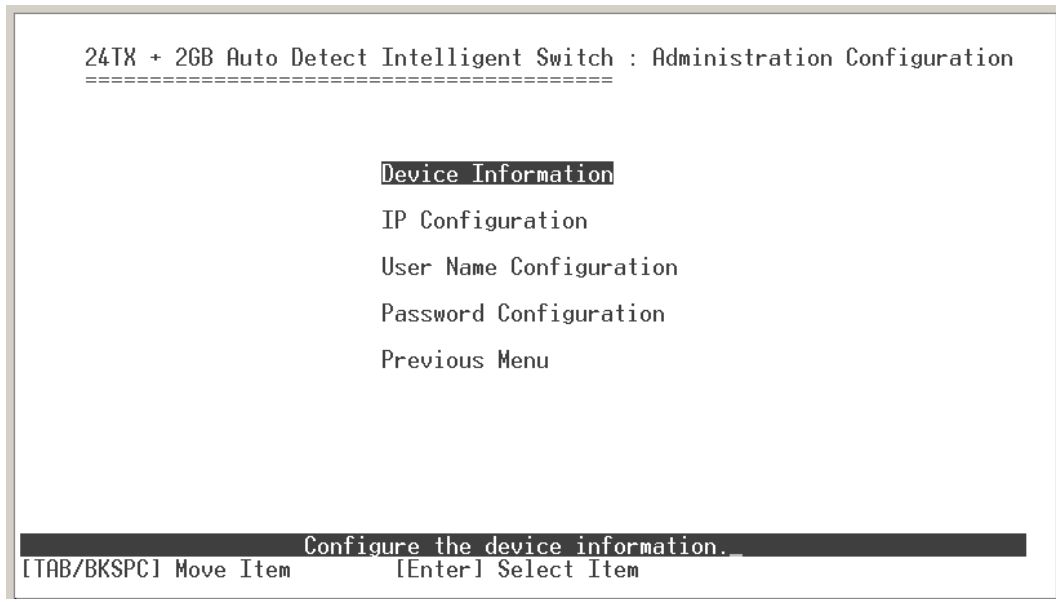 24TX + 2GB Auto Detect Intelligent Switch : Administration Configuration
=========================================
Device Information
IP Configuration
User Name Configuration
Password Configuration
Previous Menu
Configure the device information._
[TAB/BKSPC] Move Item [Enter] Select Item